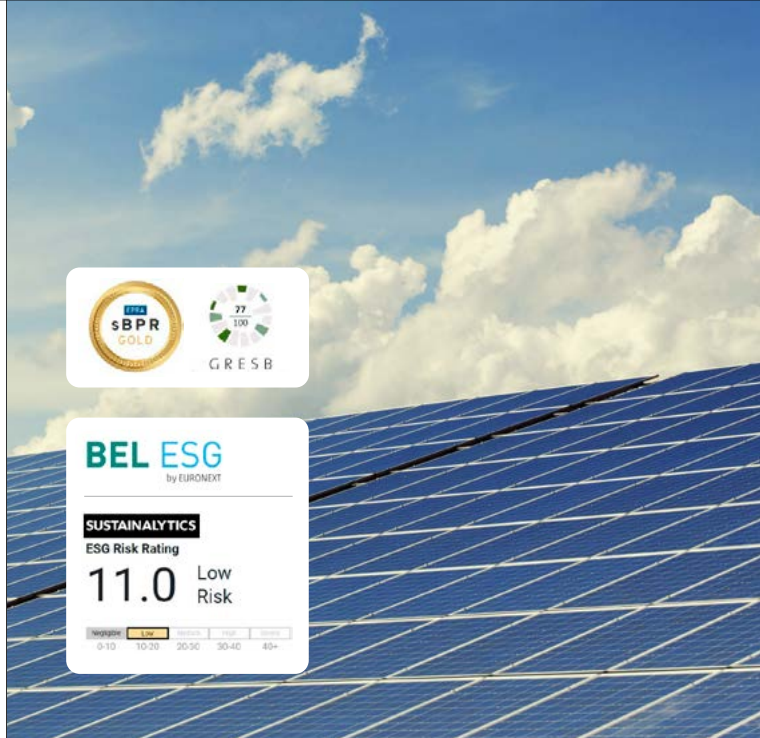 EPRA
sBPR
GOLD
77
100
GRESB
BEL ESG
by EURONEXT
SUSTAINALYTICS
ESG Risk Rating
11.0 Low
Risk
Negligible Low Medium High Severe
0-10 10-20 20-30 30-40 40+